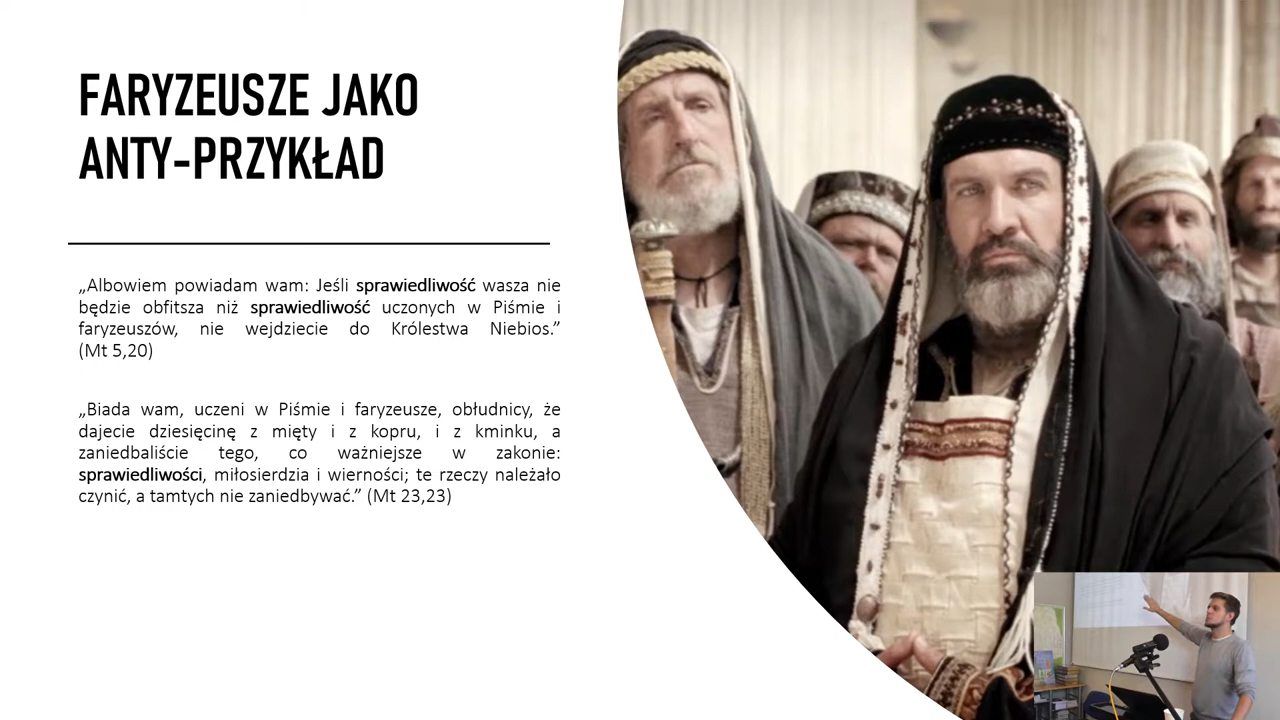 FARYZEUSZE JAKO
ANTY-PRZYKŁAD
„Albowiem powiadam wam: Jeśli sprawiedliwość wasza nie
będzie obfitsza niż sprawiedliwość uczonych w Piśmie i
faryzeuszów, nie wejdziecie do Królestwa Niebios.”
(Mt 5,20)
„Biada wam, uczeni w Piśmie i faryzeusze, obłudnicy, że
dajecie dziesięcinę z mięty i z kopru, i z kminku, a
zaniedbaliście tego, co ważniejsze w zakonie:
sprawiedliwości, miłosierdzia i wierności; te rzeczy należało
czynić, a tamtych nie zaniedbywać.” (Mt 23,23)